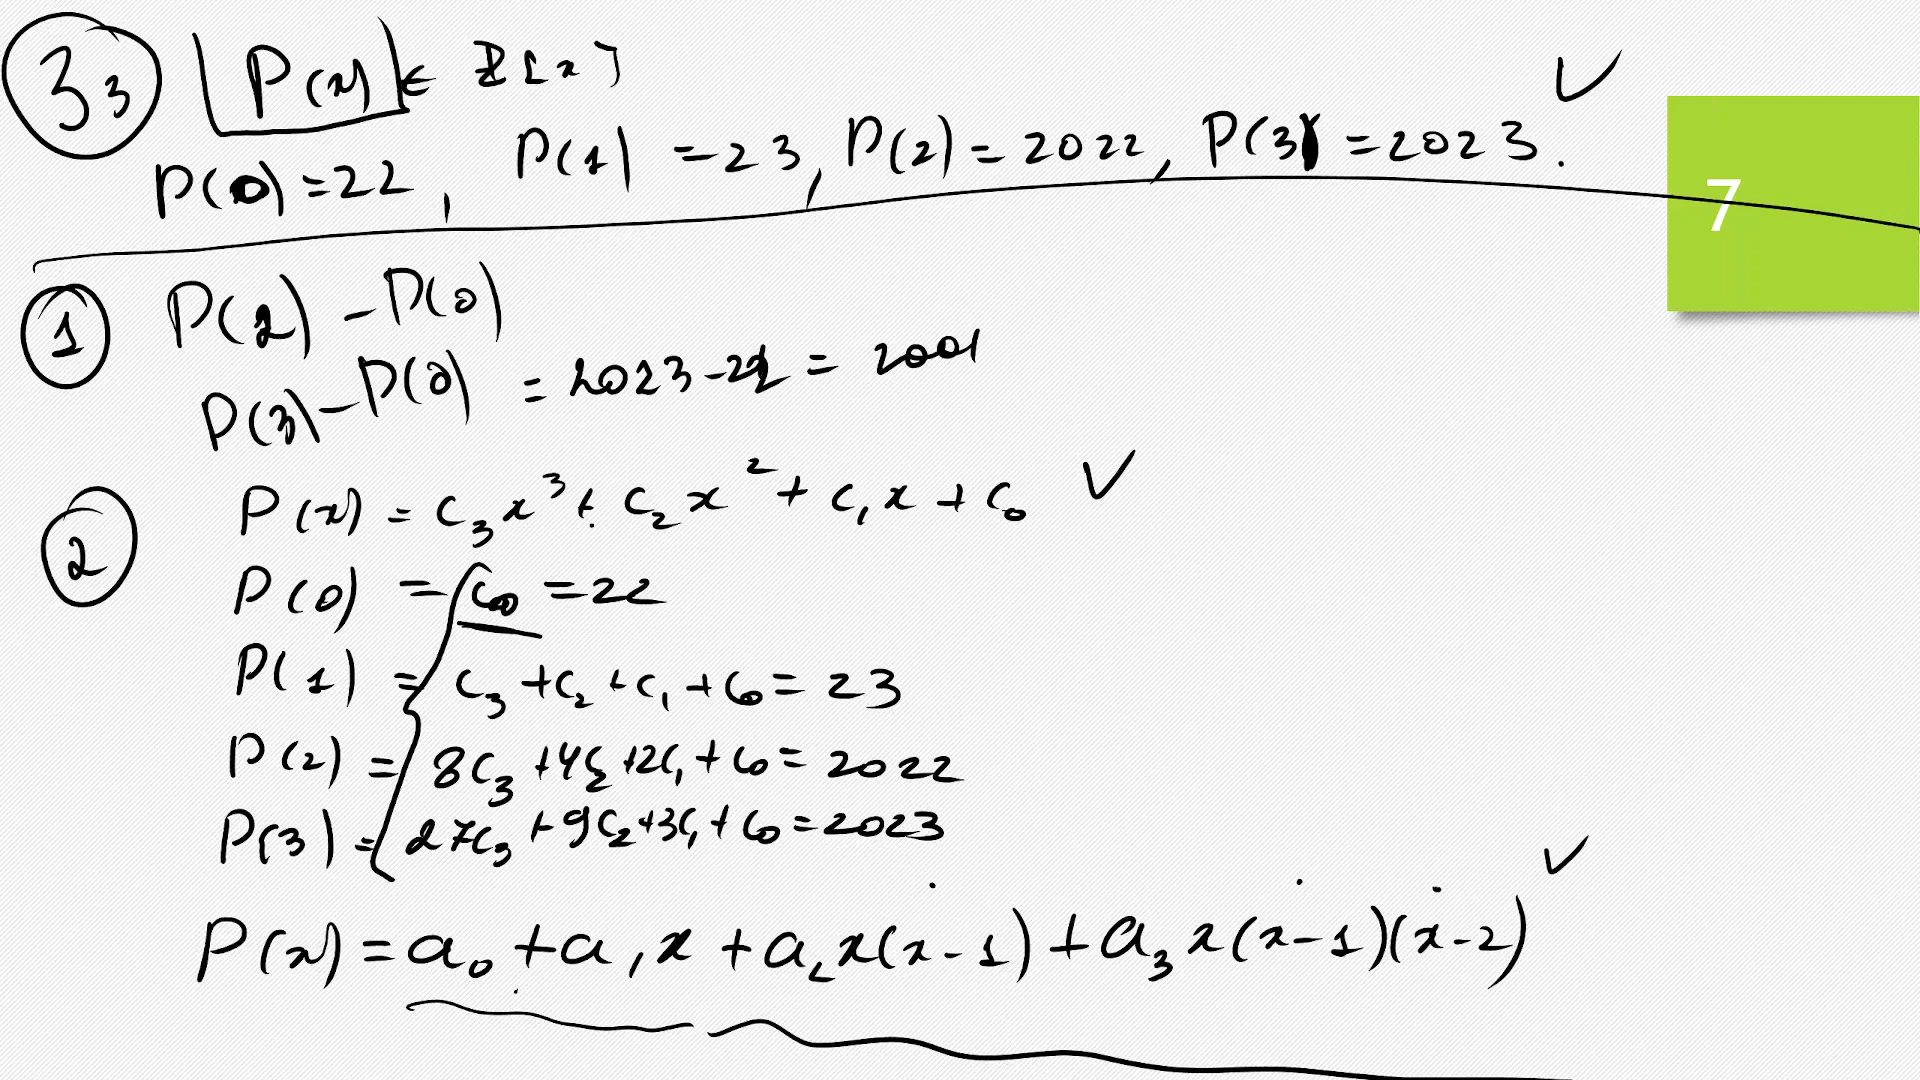 33 P(x) ∈ Z[x]
P(0) = 22, P(1) = 23, P(2) = 2022, P(3) = 2023. ✓
7
① P(2) - P(0)
P(3) - P(0) = 2023 - 22 = 2001
② P(x) = c₃x³ + c₂x² + c₁x + c₀ ✓
P(0) = c₀ = 22
P(1) = c₃ + c₂ + c₁ + c₀ = 23
P(2) = 8c₃ + 4c₂ + 2c₁ + c₀ = 2022
P(3) = 27c₃ + 9c₂ + 3c₁ + c₀ = 2023
P(x) = a₀ + a₁x + a₂x(x-1) + a₃x(x-1)(x-2) ✓